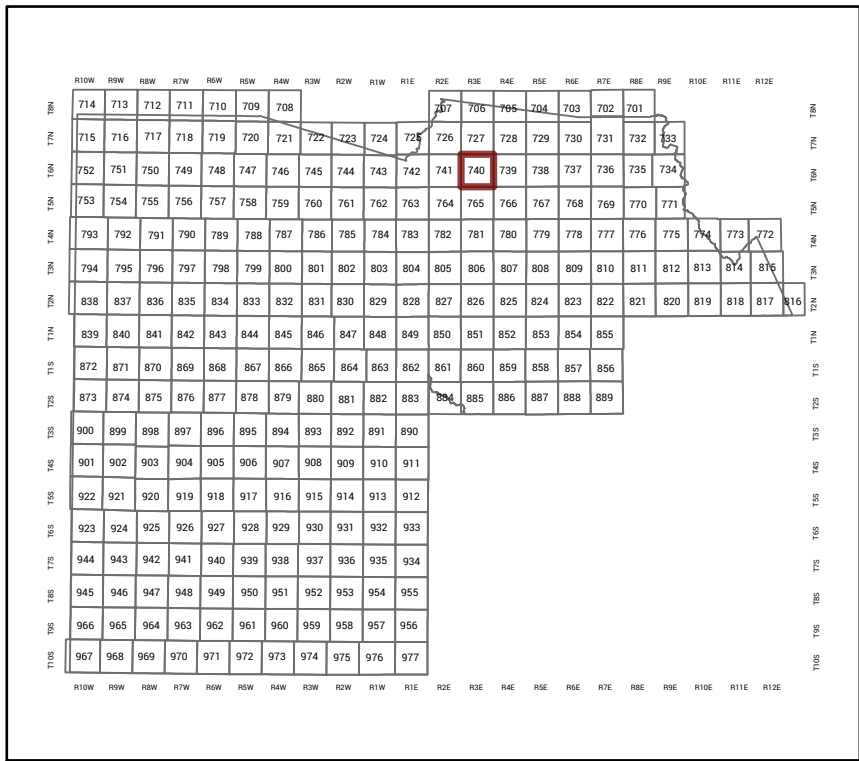 R10W R9W R8W R7W R6W R5W R4W R3W R2W R1W R1E R2E R3E R4E R5E R6E R7E R8E R9E R10E R11E R12E
T8N 714 713 712 711 710 709 708 707 706 705 704 703 702 701 T8N
T7N 715 716 717 718 719 720 721 722 723 724 725 726 727 728 729 730 731 732 733 T7N
T6N 752 751 750 749 748 747 746 745 744 743 742 741 740 739 738 737 736 735 734 T6N
T5N 753 754 755 756 757 758 759 760 761 762 763 764 765 766 767 768 769 770 771 T5N
T4N 793 792 791 790 789 788 787 786 785 784 783 782 781 780 779 778 777 776 775 774 773 772 T4N
T3N 794 795 796 797 798 799 800 801 802 803 804 805 806 807 808 809 810 811 812 813 814 815 T3N
T2N 838 837 836 835 834 833 832 831 830 829 828 827 826 825 824 823 822 821 820 819 818 817 816 T2N
T1N 839 840 841 842 843 844 845 846 847 848 849 850 851 852 853 854 855 T1N
T1S 872 871 870 869 868 867 866 865 864 863 862 861 860 859 858 857 856 T1S
T2S 873 874 875 876 877 878 879 880 881 882 883 884 885 886 887 888 889 T2S
T3S 900 899 898 897 896 895 894 893 892 891 890 T3S
T4S 901 902 903 904 905 906 907 908 909 910 911 T4S
T5S 922 921 920 919 918 917 916 915 914 913 912 T5S
T6S 923 924 925 926 927 928 929 930 931 932 933 T6S
T7S 944 943 942 941 940 939 938 937 936 935 934 T7S
T8S 945 946 947 948 949 950 951 952 953 954 955 T8S
T9S 966 965 964 963 962 961 960 959 958 957 956 T9S
T10S 967 968 969 970 971 972 973 974 975 976 977 T10S
R10W R9W R8W R7W R6W R5W R4W R3W R2W R1W R1E R2E R3E R4E R5E R6E R7E R8E R9E R10E R11E R12E